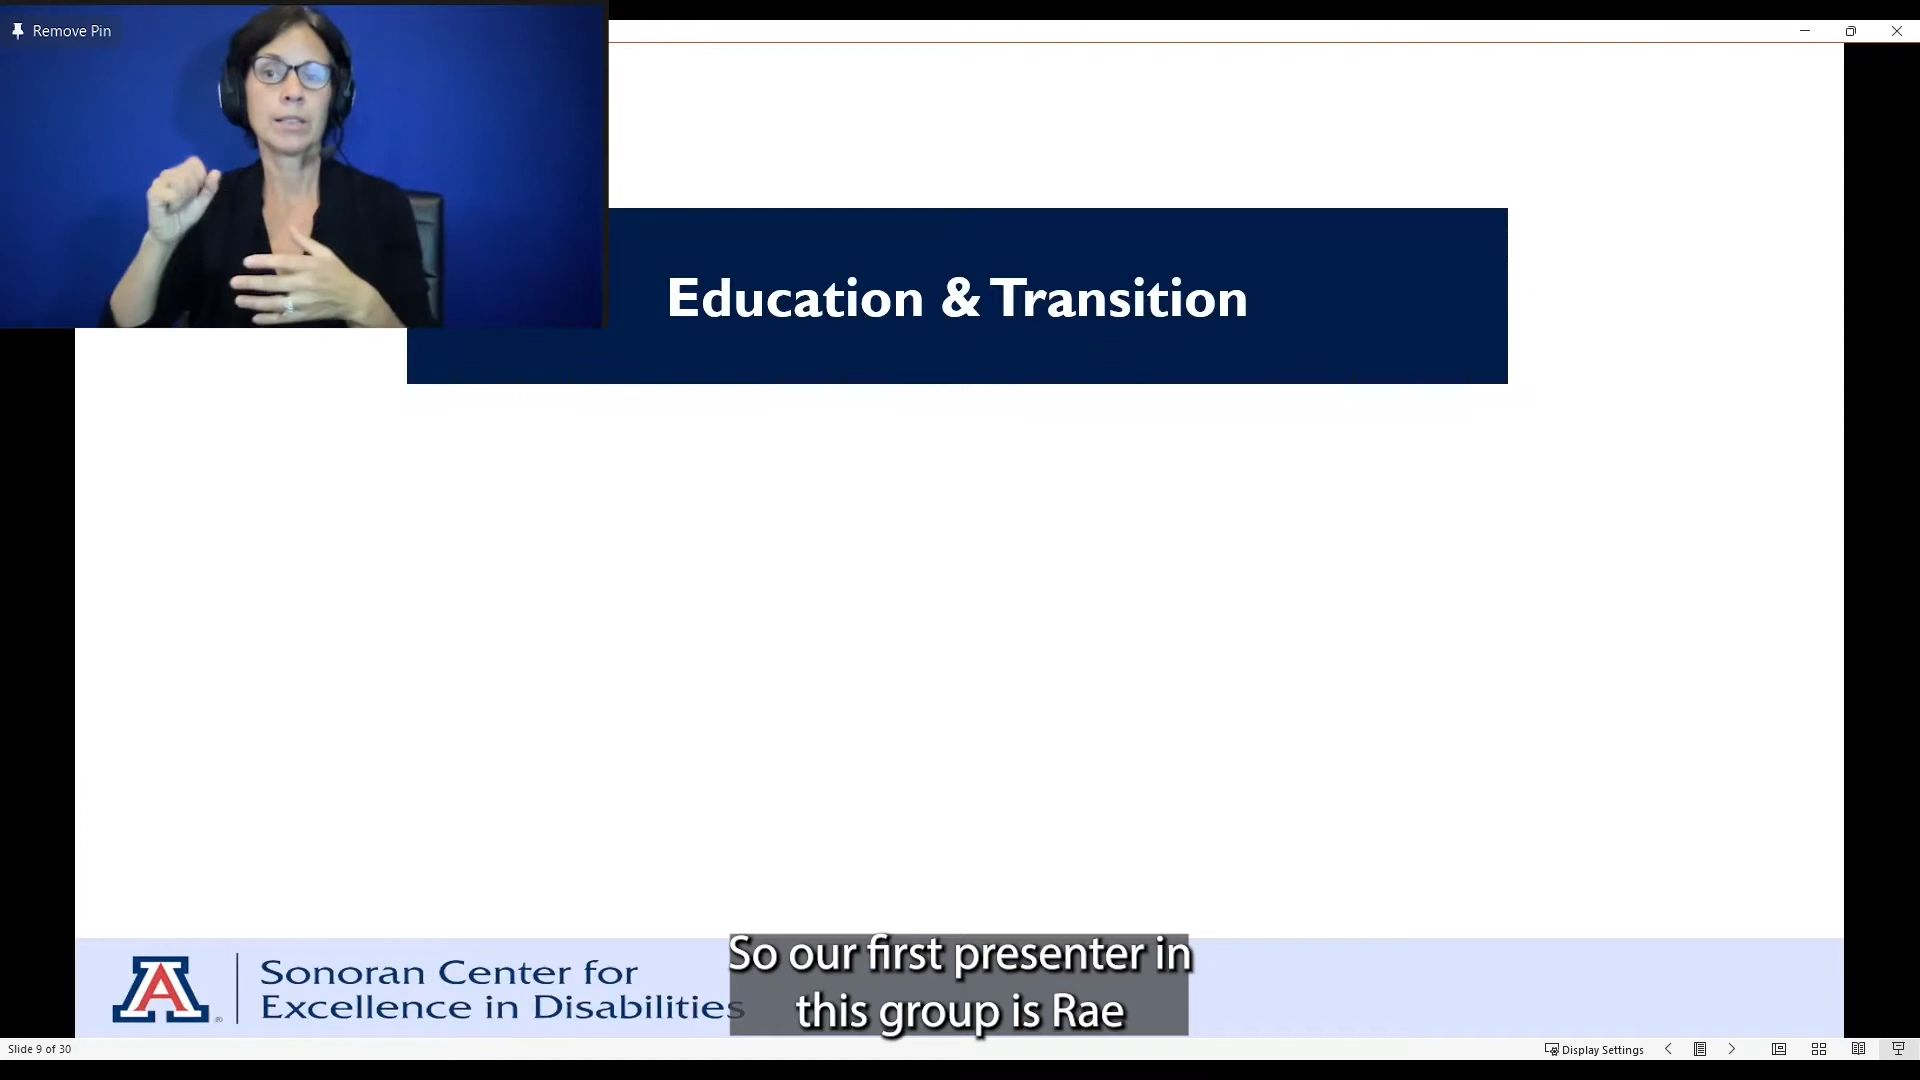 Remove Pin
Education & Transition
A
Sonoran Center for
Excellence in Disabilities
So our first presenter in
this group is Rae
Slide 9 of 30
Display Settings